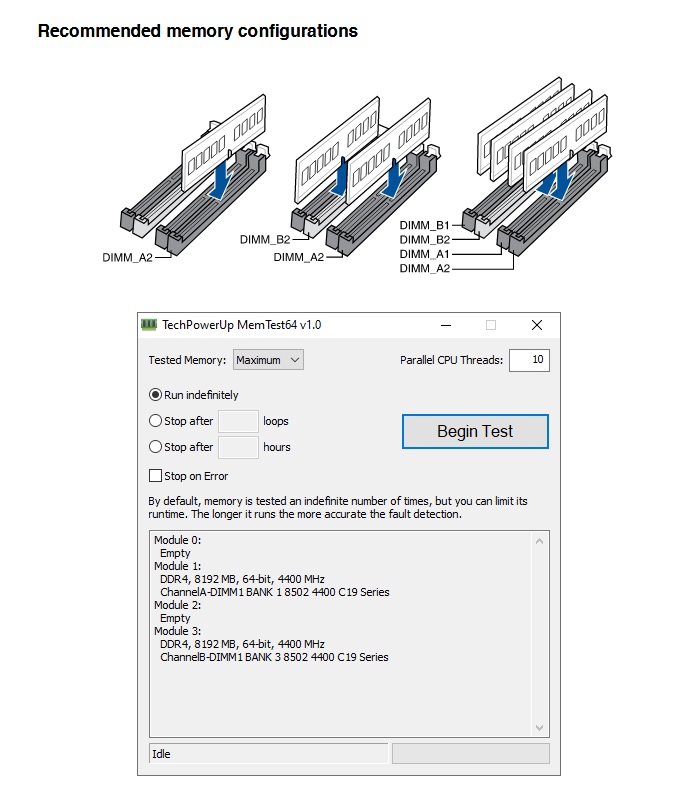 Recommended memory configurations
DIMM_A2
DIMM_B2
DIMM_A2
DIMM_B1
DIMM_B2
DIMM_A1
DIMM_A2
TechPowerUp MemTest64 v1.0
Tested Memory: Maximum Parallel CPU Threads: 10
Run indefinitely
Stop after loops
Begin Test
Stop after hours
Stop on Error
By default, memory is tested an indefinite number of times, but you can limit its
runtime. The longer it runs the more accurate the fault detection.
Module 0:
Empty
Module 1:
DDR4, 8192 MB, 64-bit, 4400 MHz
ChannelA-DIMM1 BANK 1 8502 4400 C19 Series
Module 2:
Empty
Module 3:
DDR4, 8192 MB, 64-bit, 4400 MHz
ChannelB-DIMM1 BANK 3 8502 4400 C19 Series
Idle